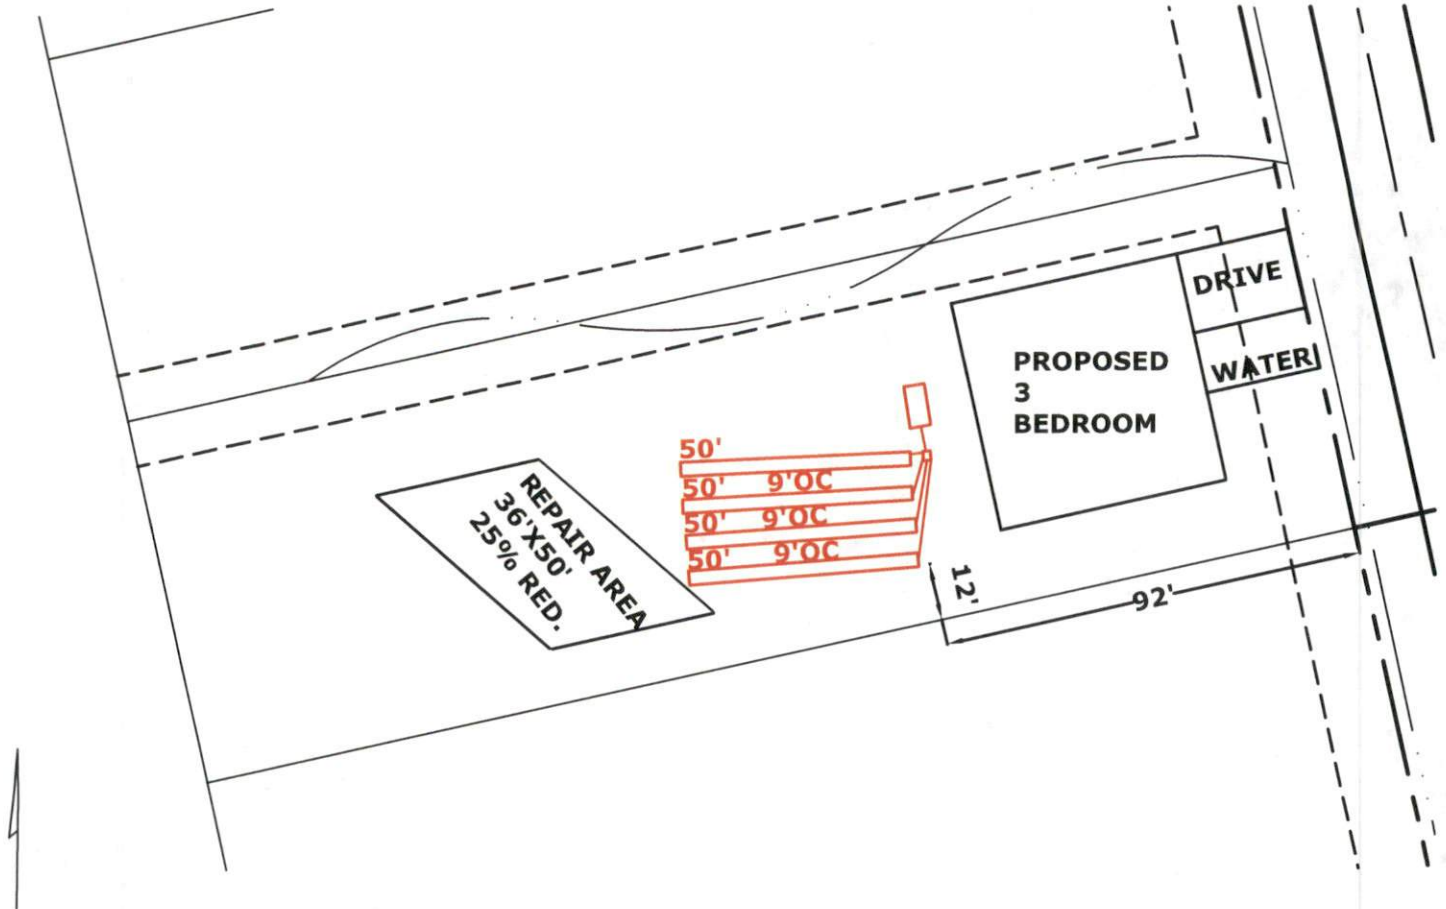 DRIVE
PROPOSED
3
BEDROOM
WATER
50'
50' 9'OC
50' 9'OC
50' 9'OC
REPAIR AREA
36'X50'
25% RED.
12'
92'